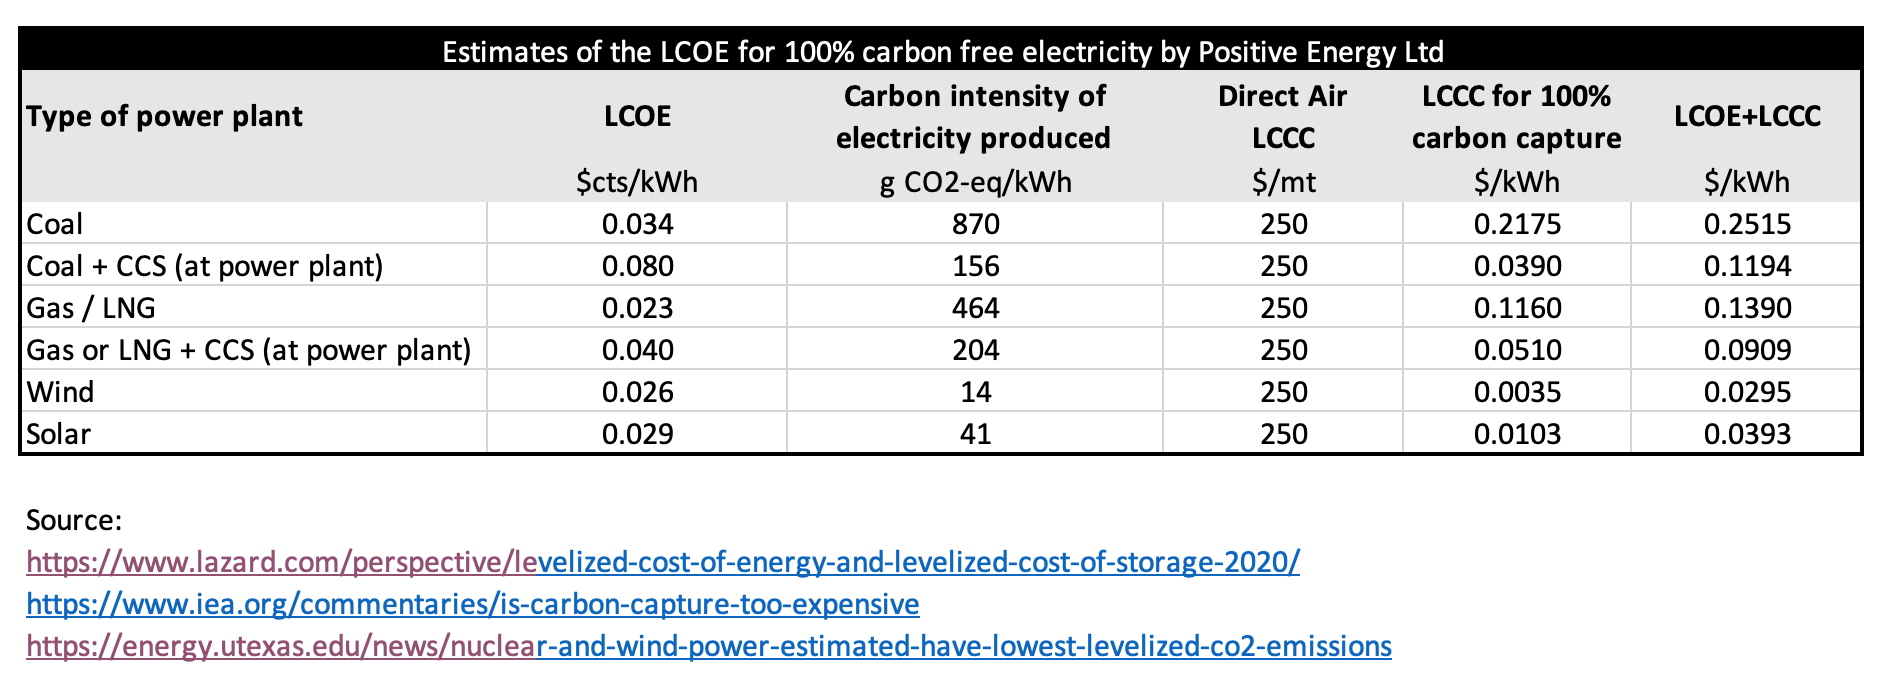 Estimates of the LCOE for 100% carbon free electricity by Positive Energy Ltd
Type of power plant LCOE Carbon intensity of electricity produced Direct Air LCCC LCCC for 100% carbon capture LCOE+LCCC
$cts/kWh g CO2-eq/kWh $/mt $/kWh $/kWh
Coal 0.034 870 250 0.2175 0.2515
Coal + CCS (at power plant) 0.080 156 250 0.0390 0.1194
Gas / LNG 0.023 464 250 0.1160 0.1390
Gas or LNG + CCS (at power plant) 0.040 204 250 0.0510 0.0909
Wind 0.026 14 250 0.0035 0.0295
Solar 0.029 41 250 0.0103 0.0393
Source:
https://www.lazard.com/perspective/levelized-cost-of-energy-and-levelized-cost-of-storage-2020/
https://www.iea.org/commentaries/is-carbon-capture-too-expensive
https://energy.utexas.edu/news/nuclear-and-wind-power-estimated-have-lowest-levelized-co2-emissions